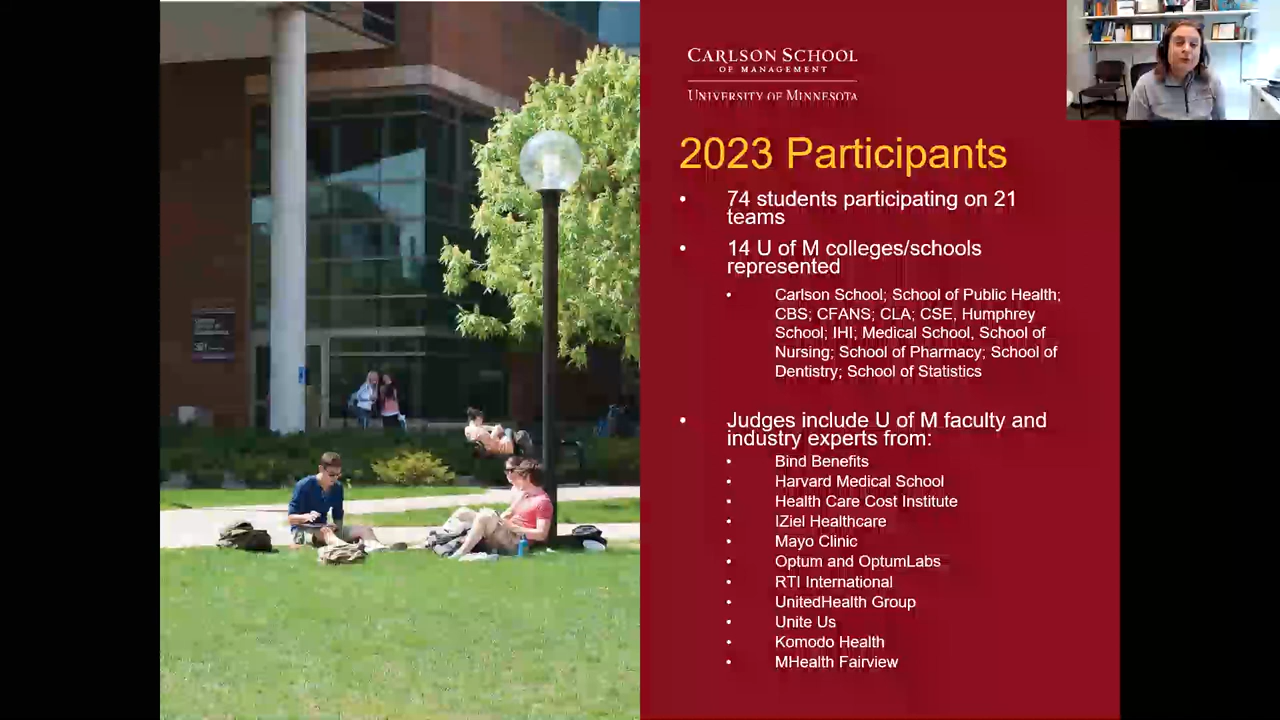 CARLSON SCHOOL
OF MANAGEMENT
UNIVERSITY OF MINNESOTA
2023 Participants
• 74 students participating on 21
teams
• 14 U of M colleges/schools
represented
• Carlson School; School of Public Health;
CBS; CFANS; CLA; CSE, Humphrey
School; IHI; Medical School, School of
Nursing; School of Pharmacy; School of
Dentistry; School of Statistics
• Judges include U of M faculty and
industry experts from:
• Bind Benefits
• Harvard Medical School
• Health Care Cost Institute
• IZiel Healthcare
• Mayo Clinic
• Optum and OptumLabs
• RTI International
• UnitedHealth Group
• Unite Us
• Komodo Health
• MHealth Fairview